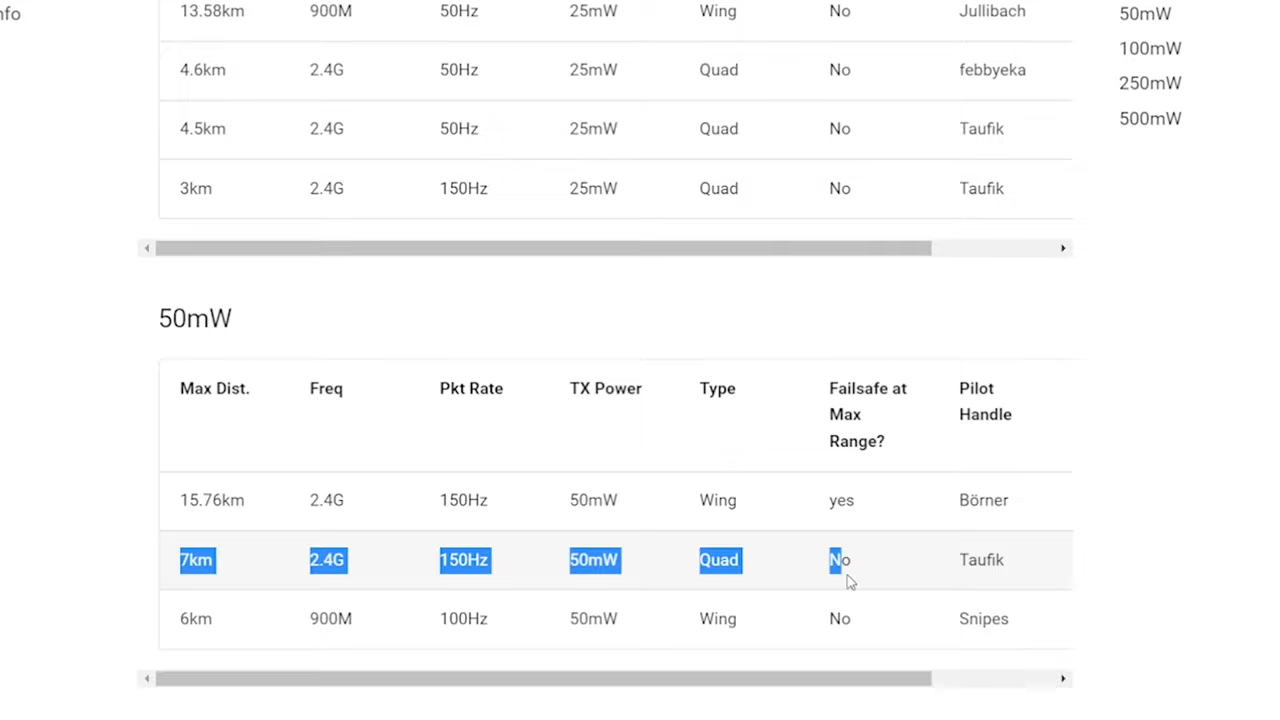 nfo
13.58km 900M 50Hz 25mW Wing No Jullibach
4.6km 2.4G 50Hz 25mW Quad No febbyeka
4.5km 2.4G 50Hz 25mW Quad No Taufik
3km 2.4G 150Hz 25mW Quad No Taufik
50mW
Max Dist. Freq Pkt Rate TX Power Type Failsafe at Max Range? Pilot Handle
15.76km 2.4G 150Hz 50mW Wing yes Börner
7km 2.4G 150Hz 50mW Quad No Taufik
6km 900M 100Hz 50mW Wing No Snipes
50mW
100mW
250mW
500mW